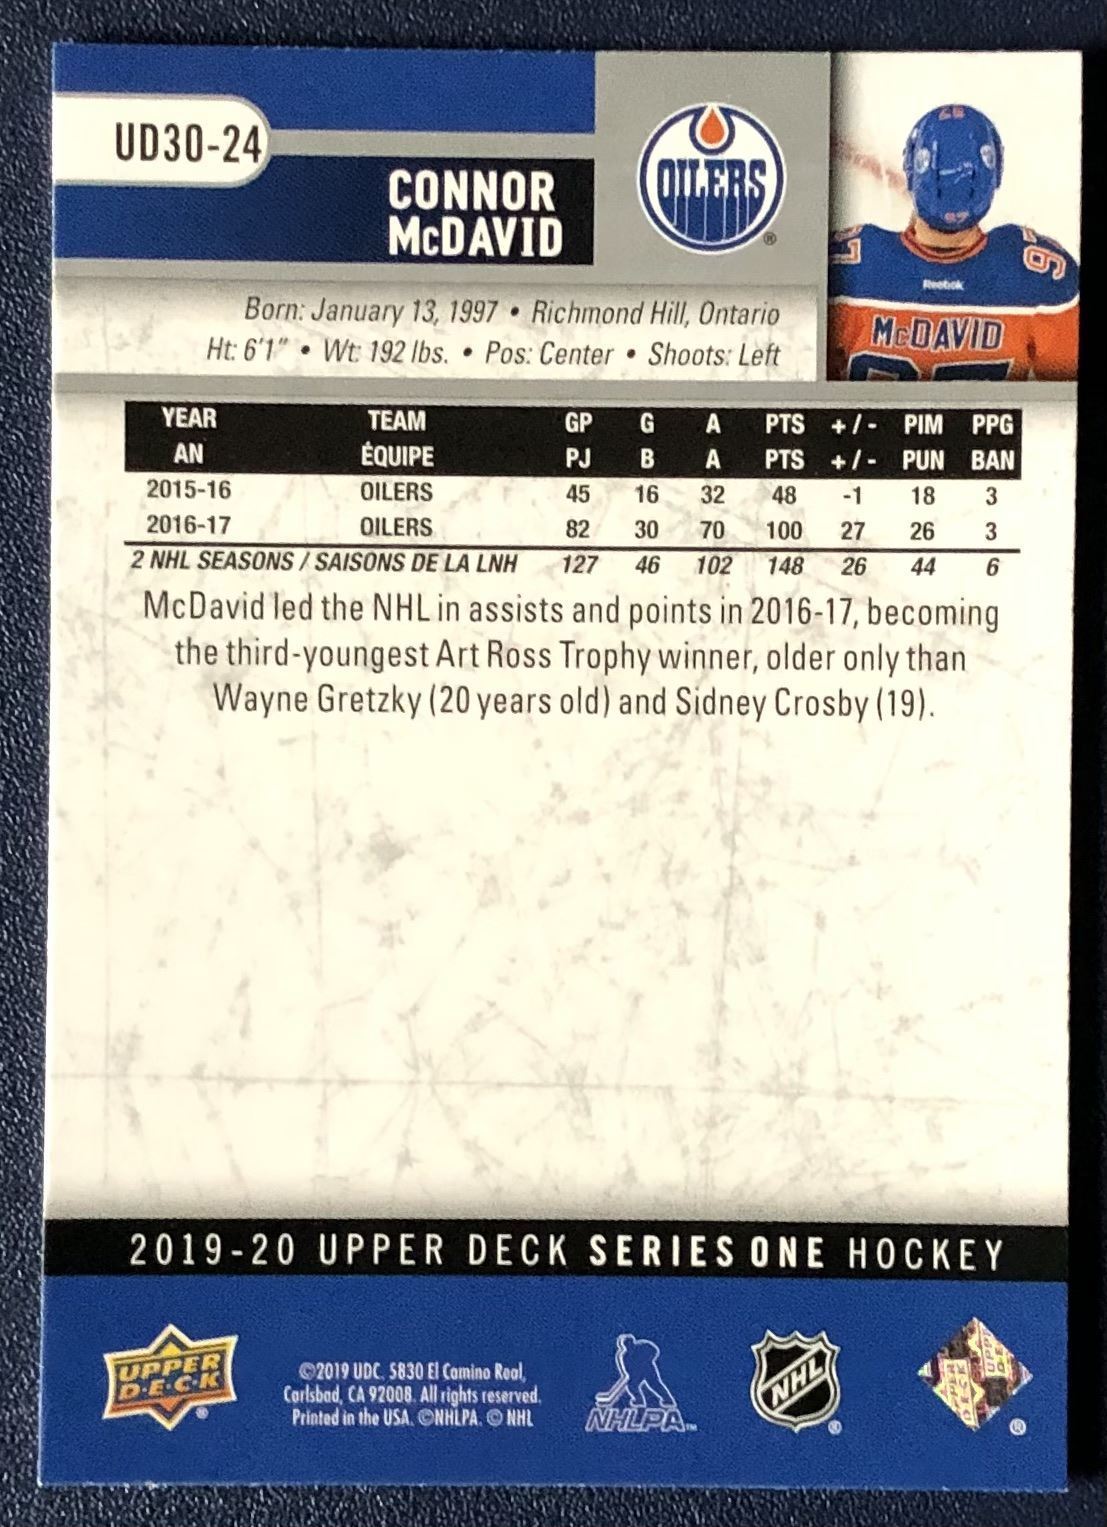 UD30-24
CONNOR
McDAVID
OILERS
®
97
97
97
97
Reebok
McDAVID
Born: January 13, 1997 • Richmond Hill, Ontario
Ht: 6'1" • Wt: 192 lbs. • Pos: Center • Shoots: Left
YEAR TEAM GP G A PTS +/- PIM PPG
AN ÉQUIPE PJ B A PTS +/- PUN BAN
2015-16 OILERS 45 16 32 48 -1 18 3
2016-17 OILERS 82 30 70 100 27 26 3
2 NHL SEASONS / SAISONS DE LA LNH 127 46 102 148 26 44 6
McDavid led the NHL in assists and points in 2016-17, becoming
the third-youngest Art Ross Trophy winner, older only than
Wayne Gretzky (20 years old) and Sidney Crosby (19).
2019-20 UPPER DECK SERIES ONE HOCKEY
UPPER
D·E·C·K
®
©2019 UDC. 5830 El Camino Real,
Carlsbad, CA 92008. All rights reserved.
Printed in the USA. ©NHLPA. © NHL
NHLPA™
NHL
®
UPPER
DECK
®